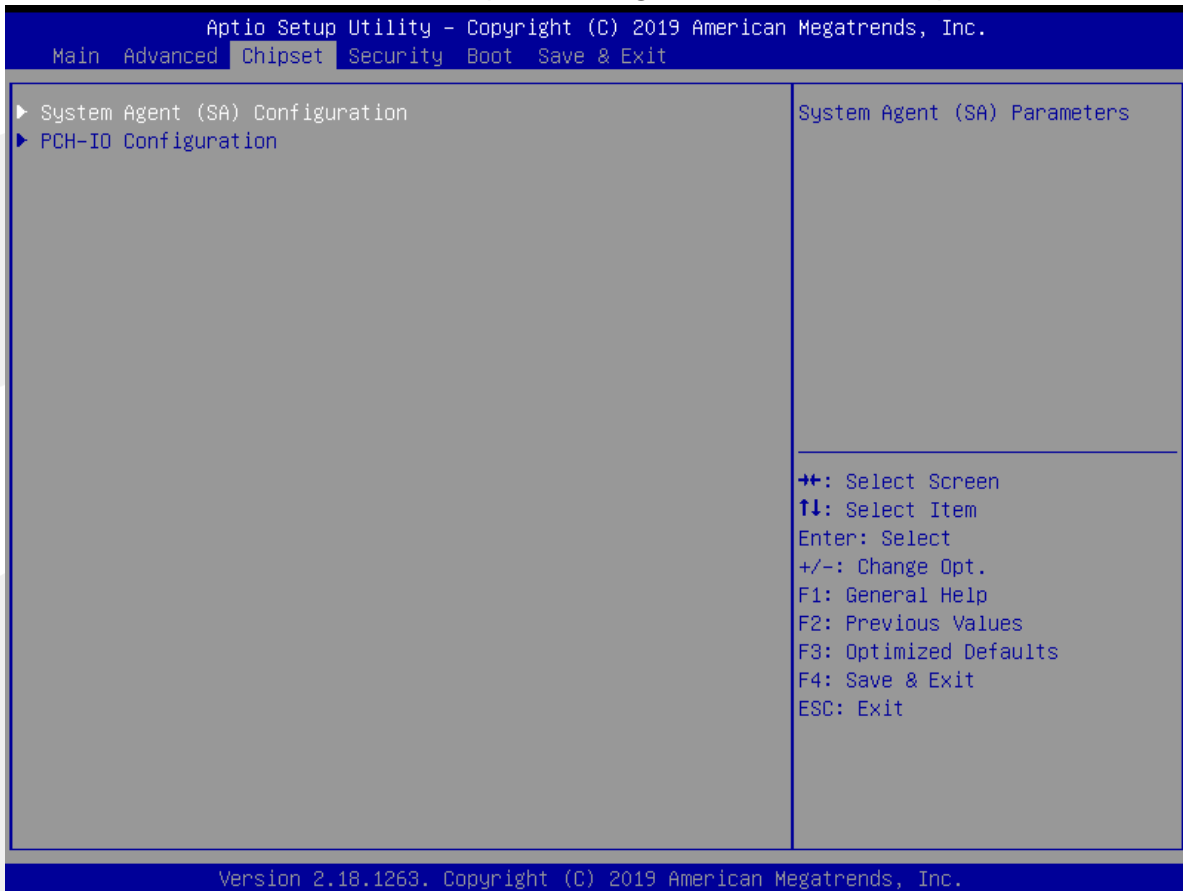 Aptio Setup Utility – Copyright (C) 2019 American Megatrends, Inc.
Main Advanced Chipset Security Boot Save & Exit
▶ System Agent (SA) Configuration
▶ PCH-IO Configuration
System Agent (SA) Parameters
→←: Select Screen
↑↓: Select Item
Enter: Select
+/-: Change Opt.
F1: General Help
F2: Previous Values
F3: Optimized Defaults
F4: Save & Exit
ESC: Exit
Version 2.18.1263. Copyright (C) 2019 American Megatrends, Inc.